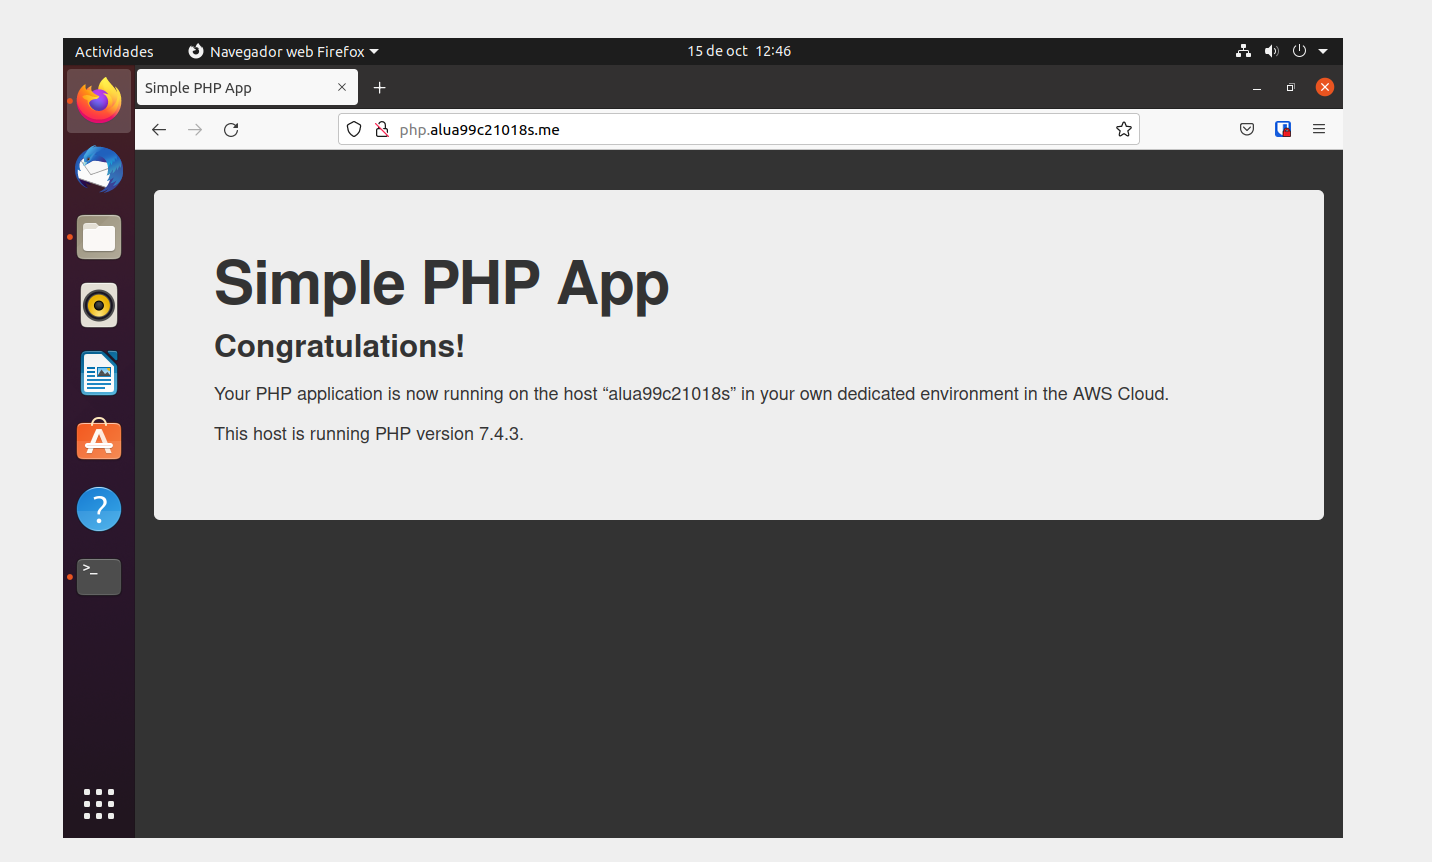 Actividades Navegador web Firefox 15 de oct 12:46
Simple PHP App
php.alua99c21018s.me
Simple PHP App
Congratulations!
Your PHP application is now running on the host “alua99c21018s” in your own dedicated environment in the AWS Cloud.
This host is running PHP version 7.4.3.